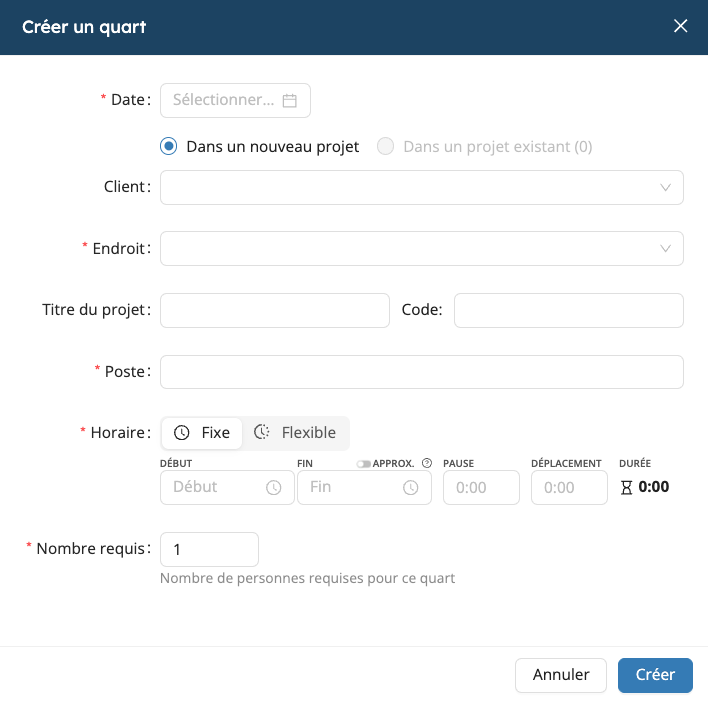 Créer un quart
* Date : Sélectionner...
Dans un nouveau projet Dans un projet existant (0)
Client :
* Endroit :
Titre du projet : Code:
* Poste :
* Horaire : Fixe Flexible
DÉBUT FIN APPROX. PAUSE DÉPLACEMENT DURÉE
Début Fin 0:00 0:00 0:00
* Nombre requis : 1
Nombre de personnes requises pour ce quart
Annuler Créer